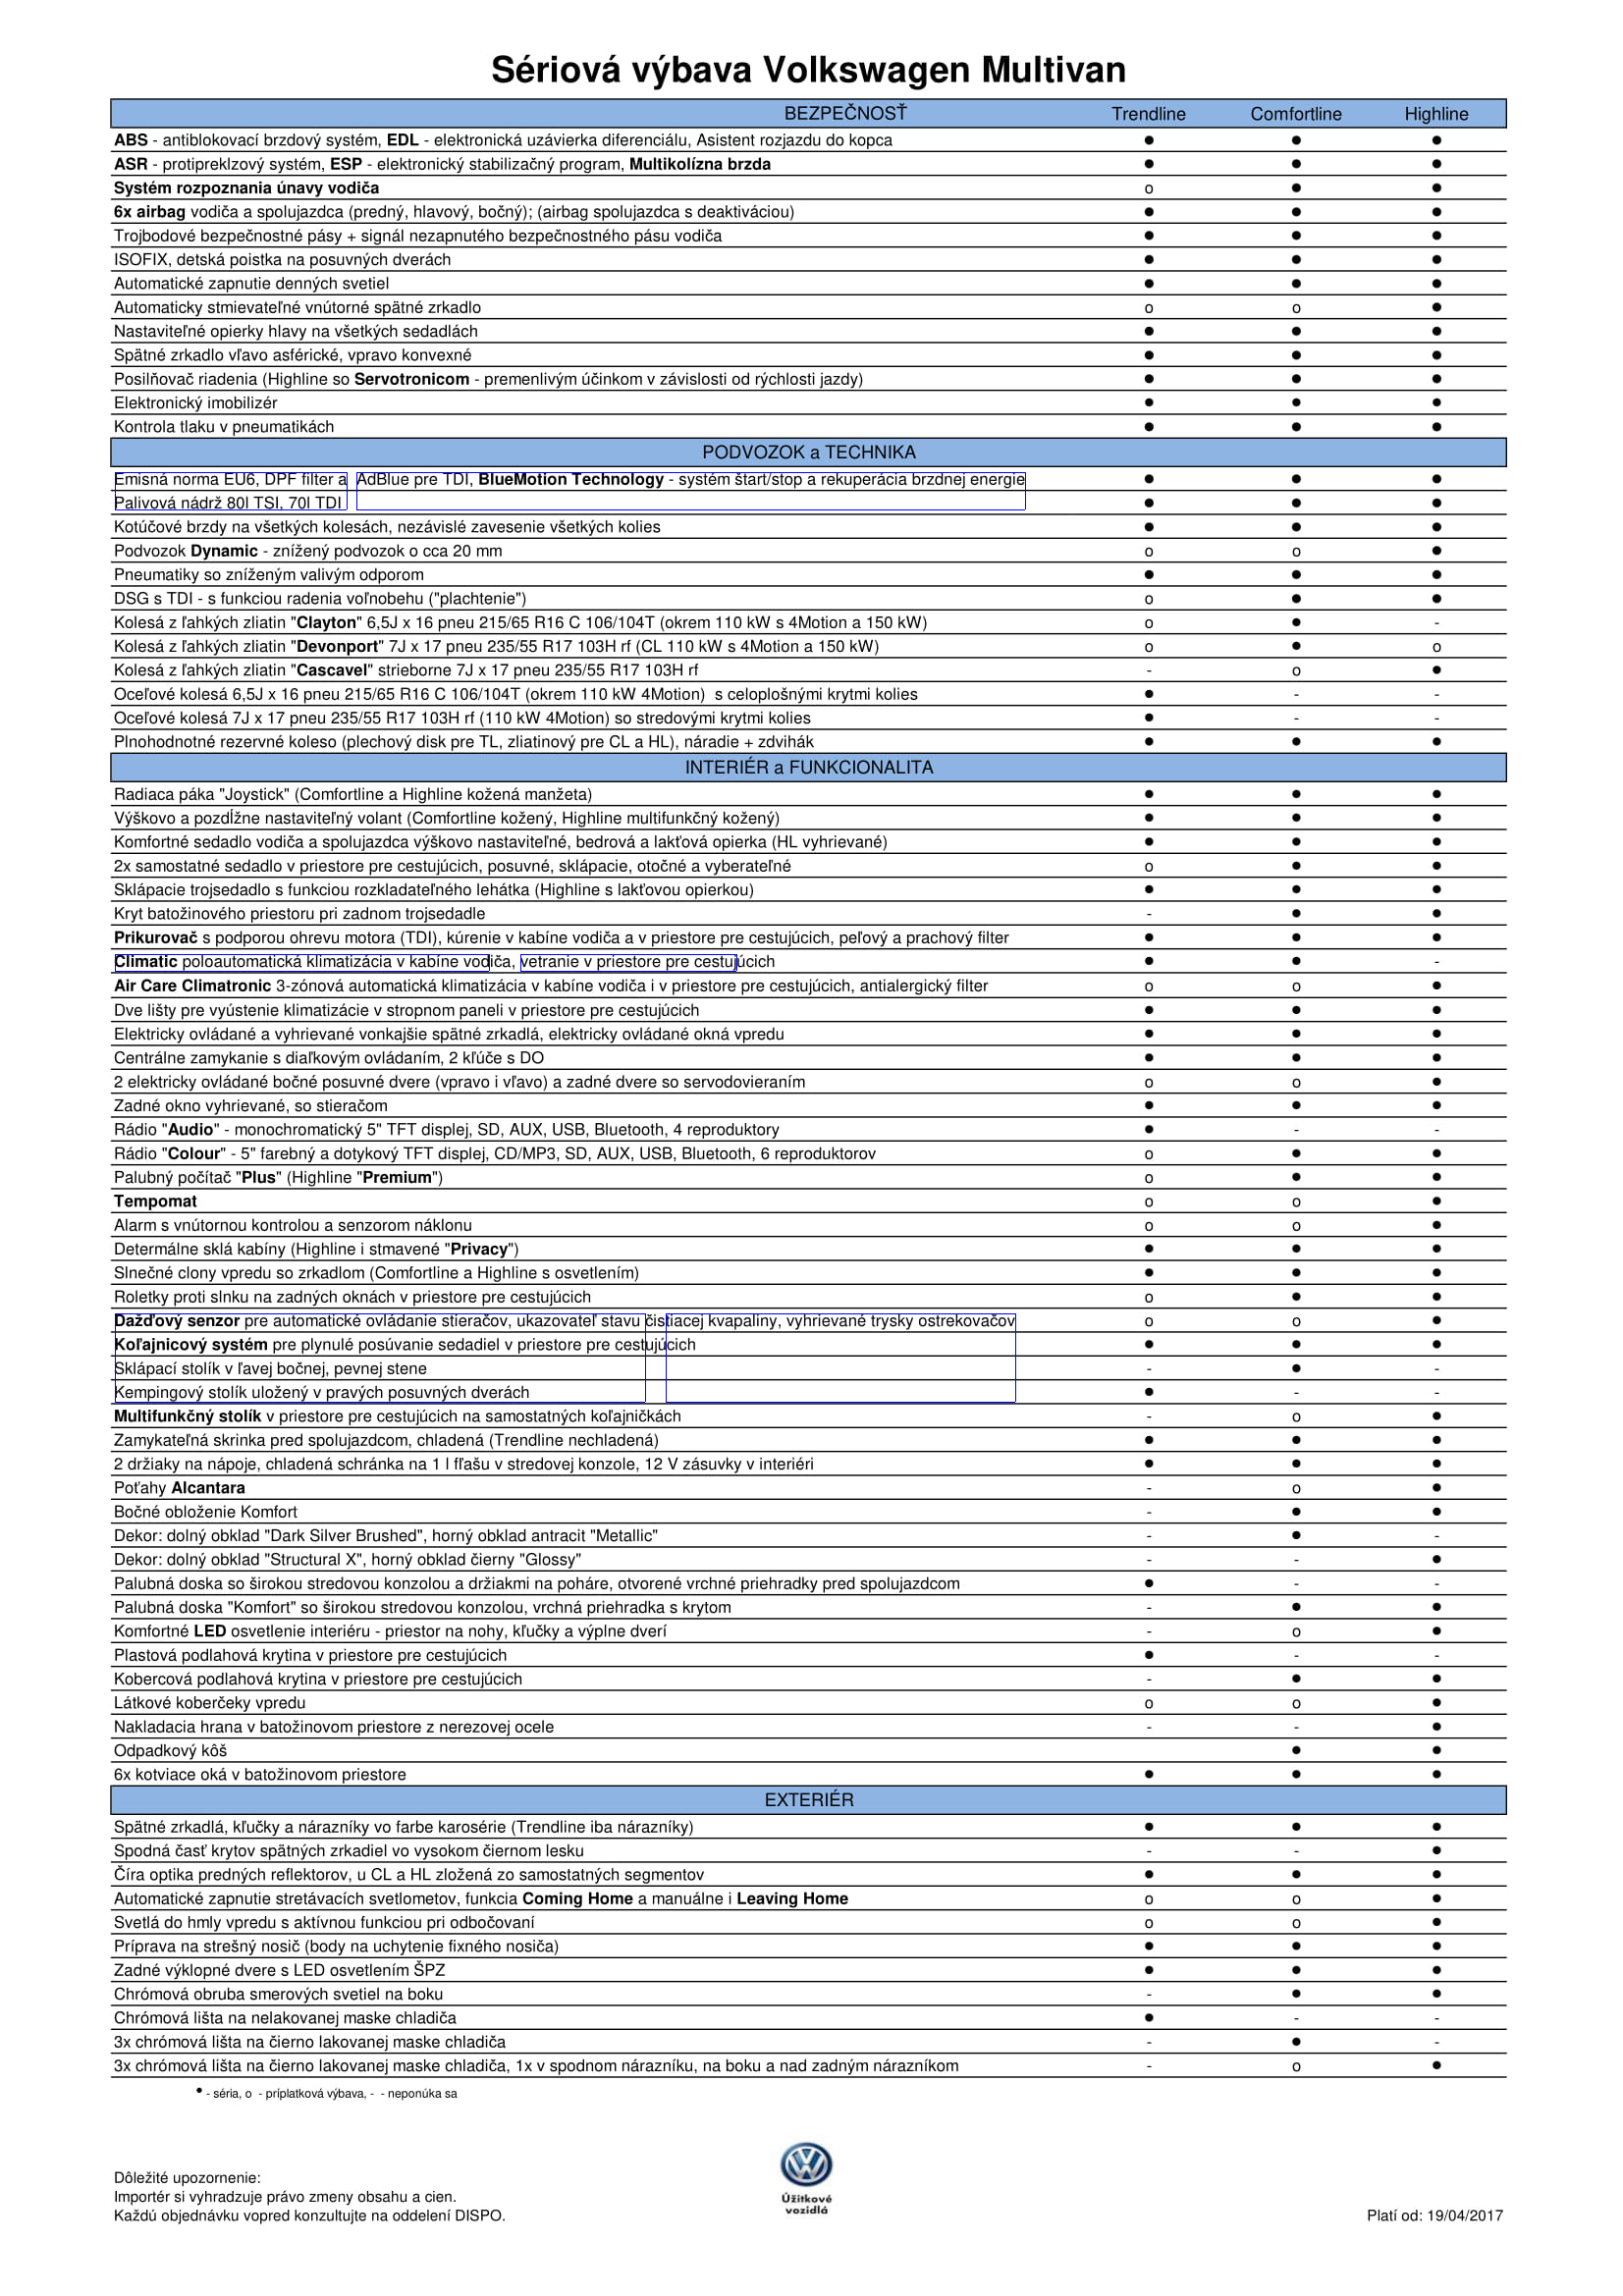 Sériová výbava Volkswagen Multivan
BEZPEČNOSŤ Trendline Comfortline Highline
ABS - antiblokovací brzdový systém, EDL - elektronická uzávierka diferenciálu, Asistent rozjazdu do kopca ● ● ●
ASR - protipreklzový systém, ESP - elektronický stabilizačný program, Multikolízna brzda ● ● ●
Systém rozpoznania únavy vodiča o ● ●
6x airbag vodiča a spolujazdca (predný, hlavový, bočný); (airbag spolujazdca s deaktiváciou) ● ● ●
Trojbodové bezpečnostné pásy + signál nezapnutého bezpečnostného pásu vodiča ● ● ●
ISOFIX, detská poistka na posuvných dverách ● ● ●
Automatické zapnutie denných svetiel ● ● ●
Automaticky stmievateľné vnútorné spätné zrkadlo o o ●
Nastaviteľné opierky hlavy na všetkých sedadlách ● ● ●
Spätné zrkadlo vľavo asférické, vpravo konvexné ● ● ●
Posilňovač riadenia (Highline so Servotronicom - premenlivým účinkom v závislosti od rýchlosti jazdy) ● ● ●
Elektronický imobilizér ● ● ●
Kontrola tlaku v pneumatikách ● ● ●
PODVOZOK a TECHNIKA
Emisná norma EU6, DPF filter a AdBlue pre TDI, BlueMotion Technology - systém štart/stop a rekuperácia brzdnej energie ● ● ●
Palivová nádrž 80l TSI, 70l TDI ● ● ●
Kotúčové brzdy na všetkých kolesách, nezávislé zavesenie všetkých kolies ● ● ●
Podvozok Dynamic - znížený podvozok o cca 20 mm o o ●
Pneumatiky so zníženým valivým odporom ● ● ●
DSG s TDI - s funkciou radenia voľnobehu ("plachtenie") o ● ●
Kolesá z ľahkých zliatin "Clayton" 6,5J x 16 pneu 215/65 R16 C 106/104T (okrem 110 kW s 4Motion a 150 kW) o ● -
Kolesá z ľahkých zliatin "Devonport" 7J x 17 pneu 235/55 R17 103H rf (CL 110 kW s 4Motion a 150 kW) o ● o
Kolesá z ľahkých zliatin "Cascavel" strieborne 7J x 17 pneu 235/55 R17 103H rf - o ●
Oceľové kolesá 6,5J x 16 pneu 215/65 R16 C 106/104T (okrem 110 kW 4Motion) s celoplošnými krytmi kolies ● - -
Oceľové kolesá 7J x 17 pneu 235/55 R17 103H rf (110 kW 4Motion) so stredovými krytmi kolies ● - -
Plnohodnotné rezervné koleso (plechový disk pre TL, zliatinový pre CL a HL), náradie + zdvihák ● ● ●
INTERIÉR a FUNKCIONALITA
Radiaca páka "Joystick" (Comfortline a Highline kožená manžeta) ● ● ●
Výškovo a pozdĺžne nastaviteľný volant (Comfortline kožený, Highline multifunkčný kožený) ● ● ●
Komfortné sedadlo vodiča a spolujazdca výškovo nastaviteľné, bedrová a lakťová opierka (HL vyhrievané) ● ● ●
2x samostatné sedadlo v priestore pre cestujúcich, posuvné, sklápacie, otočné a vyberateľné o ● ●
Sklápacie trojsedadlo s funkciou rozkladateľného lehátka (Highline s lakťovou opierkou) ● ● ●
Kryt batožinového priestoru pri zadnom trojsedadle - ● ●
Prikurovač s podporou ohrevu motora (TDI), kúrenie v kabíne vodiča a v priestore pre cestujúcich, peľový a prachový filter ● ● ●
Climatic poloautomatická klimatizácia v kabíne vodiča, vetranie v priestore pre cestujúcich ● ● -
Air Care Climatronic 3-zónová automatická klimatizácia v kabíne vodiča i v priestore pre cestujúcich, antialergický filter o o ●
Dve lišty pre vyústenie klimatizácie v stropnom paneli v priestore pre cestujúcich ● ● ●
Elektricky ovládané a vyhrievané vonkajšie spätné zrkadlá, elektricky ovládané okná vpredu ● ● ●
Centrálne zamykanie s diaľkovým ovládaním, 2 kľúče s DO ● ● ●
2 elektricky ovládané bočné posuvné dvere (vpravo i vľavo) a zadné dvere so servodovieraním o o ●
Zadné okno vyhrievané, so stieračom ● ● ●
Rádio "Audio" - monochromatický 5" TFT displej, SD, AUX, USB, Bluetooth, 4 reproduktory ● - -
Rádio "Colour" - 5" farebný a dotykový TFT displej, CD/MP3, SD, AUX, USB, Bluetooth, 6 reproduktorov o ● ●
Palubný počítač "Plus" (Highline "Premium") o ● ●
Tempomat o o ●
Alarm s vnútornou kontrolou a senzorom náklonu o o ●
Determálne sklá kabíny (Highline i stmavené "Privacy") ● ● ●
Slnečné clony vpredu so zrkadlom (Comfortline a Highline s osvetlením) ● ● ●
Roletky proti slnku na zadných oknách v priestore pre cestujúcich o ● ●
Dažďový senzor pre automatické ovládanie stieračov, ukazovateľ stavu čistiacej kvapaliny, vyhrievané trysky ostrekovačov o o ●
Koľajnicový systém pre plynulé posúvanie sedadiel v priestore pre cestujúcich ● ● ●
Sklápací stolík v ľavej bočnej, pevnej stene - ● -
Kempingový stolík uložený v pravých posuvných dverách ● - -
Multifunkčný stolík v priestore pre cestujúcich na samostatných koľajničkách - o ●
Zamykateľná skrinka pred spolujazdcom, chladená (Trendline nechladená) ● ● ●
2 držiaky na nápoje, chladená schránka na 1 l fľašu v stredovej konzole, 12 V zásuvky v interiéri ● ● ●
Poťahy Alcantara - o ●
Bočné obloženie Komfort - ● ●
Dekor: dolný obklad "Dark Silver Brushed", horný obklad antracit "Metallic" - ● -
Dekor: dolný obklad "Structural X", horný obklad čierny "Glossy" - - ●
Palubná doska so širokou stredovou konzolou a držiakmi na poháre, otvorené vrchné priehradky pred spolujazdcom ● - -
Palubná doska "Komfort" so širokou stredovou konzolou, vrchná priehradka s krytom - ● ●
Komfortné LED osvetlenie interiéru - priestor na nohy, kľučky a výplne dverí - o ●
Plastová podlahová krytina v priestore pre cestujúcich ● - -
Kobercová podlahová krytina v priestore pre cestujúcich - ● ●
Látkové koberčeky vpredu o o ●
Nakladacia hrana v batožinovom priestore z nerezovej ocele - - ●
Odpadkový kôš ● ●
6x kotviace oká v batožinovom priestore ● ● ●
EXTERIÉR
Spätné zrkadlá, kľučky a nárazníky vo farbe karosérie (Trendline iba nárazníky) ● ● ●
Spodná časť krytov spätných zrkadiel vo vysokom čiernom lesku - - ●
Číra optika predných reflektorov, u CL a HL zložená zo samostatných segmentov ● ● ●
Automatické zapnutie stretávacích svetlometov, funkcia Coming Home a manuálne i Leaving Home o o ●
Svetlá do hmly vpredu s aktívnou funkciou pri odbočovaní o o ●
Príprava na strešný nosič (body na uchytenie fixného nosiča) ● ● ●
Zadné výklopné dvere s LED osvetlením ŠPZ ● ● ●
Chrómová obruba smerových svetiel na boku - ● ●
Chrómová lišta na nelakovanej maske chladiča ● - -
3x chrómová lišta na čierno lakovanej maske chladiča - ● -
3x chrómová lišta na čierno lakovanej maske chladiča, 1x v spodnom nárazníku, na boku a nad zadným nárazníkom - o ●
● - séria, o - príplatková výbava, - - neponúka sa
Úžitkové
vozidlá
Dôležité upozornenie:
Importér si vyhradzuje právo zmeny obsahu a cien.
Každú objednávku vopred konzultujte na oddelení DISPO.
Platí od: 19/04/2017